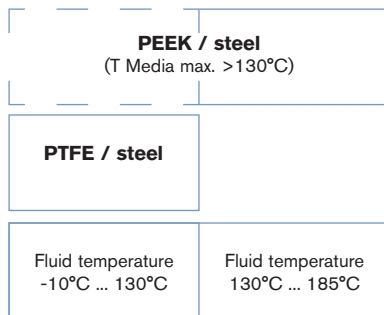 PEEK / steel
(T Media max. >130°C)
PTFE / steel
Fluid temperature
-10°C ... 130°C
Fluid temperature
130°C ... 185°C